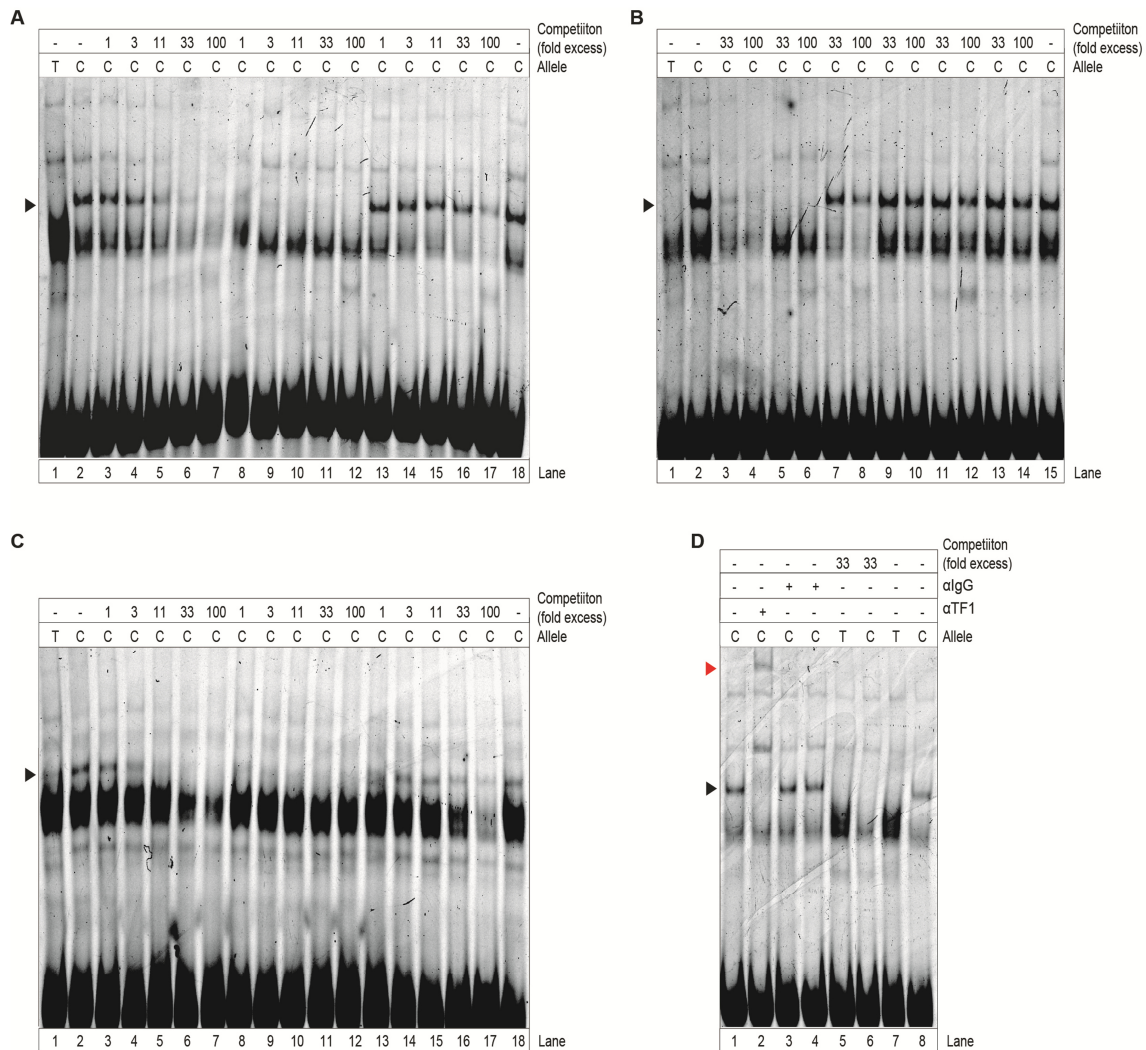 A
- - 1 3 11 33 100 1 3 11 33 100 1 3 11 33 100 - Competiiton (fold excess)
T C C C C C C C C C C C C C C C C C Allele
1 2 3 4 5 6 7 8 9 10 11 12 13 14 15 16 17 18 Lane
B
- - 33 100 33 100 33 100 33 100 33 100 33 100 - Competiiton (fold excess)
T C C C C C C C C C C C C C C Allele
1 2 3 4 5 6 7 8 9 10 11 12 13 14 15 Lane
C
- - 1 3 11 33 100 1 3 11 33 100 1 3 11 33 100 - Competiiton (fold excess)
T C C C C C C C C C C C C C C C C C Allele
1 2 3 4 5 6 7 8 9 10 11 12 13 14 15 16 17 18 Lane
D
- - - - 33 33 - - Competiiton (fold excess)
- - + + - - - - αIgG
- + - - - - - - αTF1
C C C C T C T C Allele
1 2 3 4 5 6 7 8 Lane